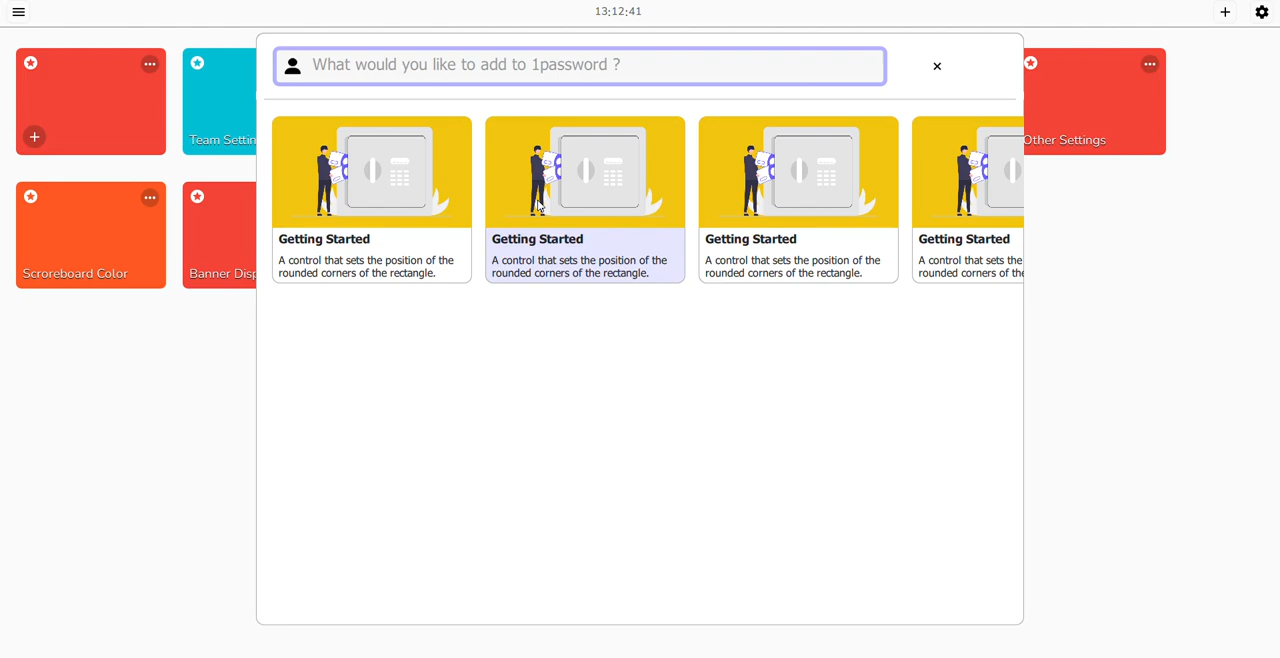 13:12:41
What would you like to add to 1password ?
Team Settin
Other Settings
Scroreboard Color
Banner Disp
Getting Started
A control that sets the position of the
rounded corners of the rectangle.
Getting Started
A control that sets the position of the
rounded corners of the rectangle.
Getting Started
A control that sets the position of the
rounded corners of the rectangle.
Getting Started
A control that sets the
rounded corners of the